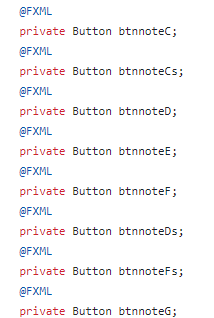 @FXML
private Button btnnoteC;
@FXML
private Button btnnoteCs;
@FXML
private Button btnnoteD;
@FXML
private Button btnnoteE;
@FXML
private Button btnnoteF;
@FXML
private Button btnnoteDs;
@FXML
private Button btnnoteFs;
@FXML
private Button btnnoteG;